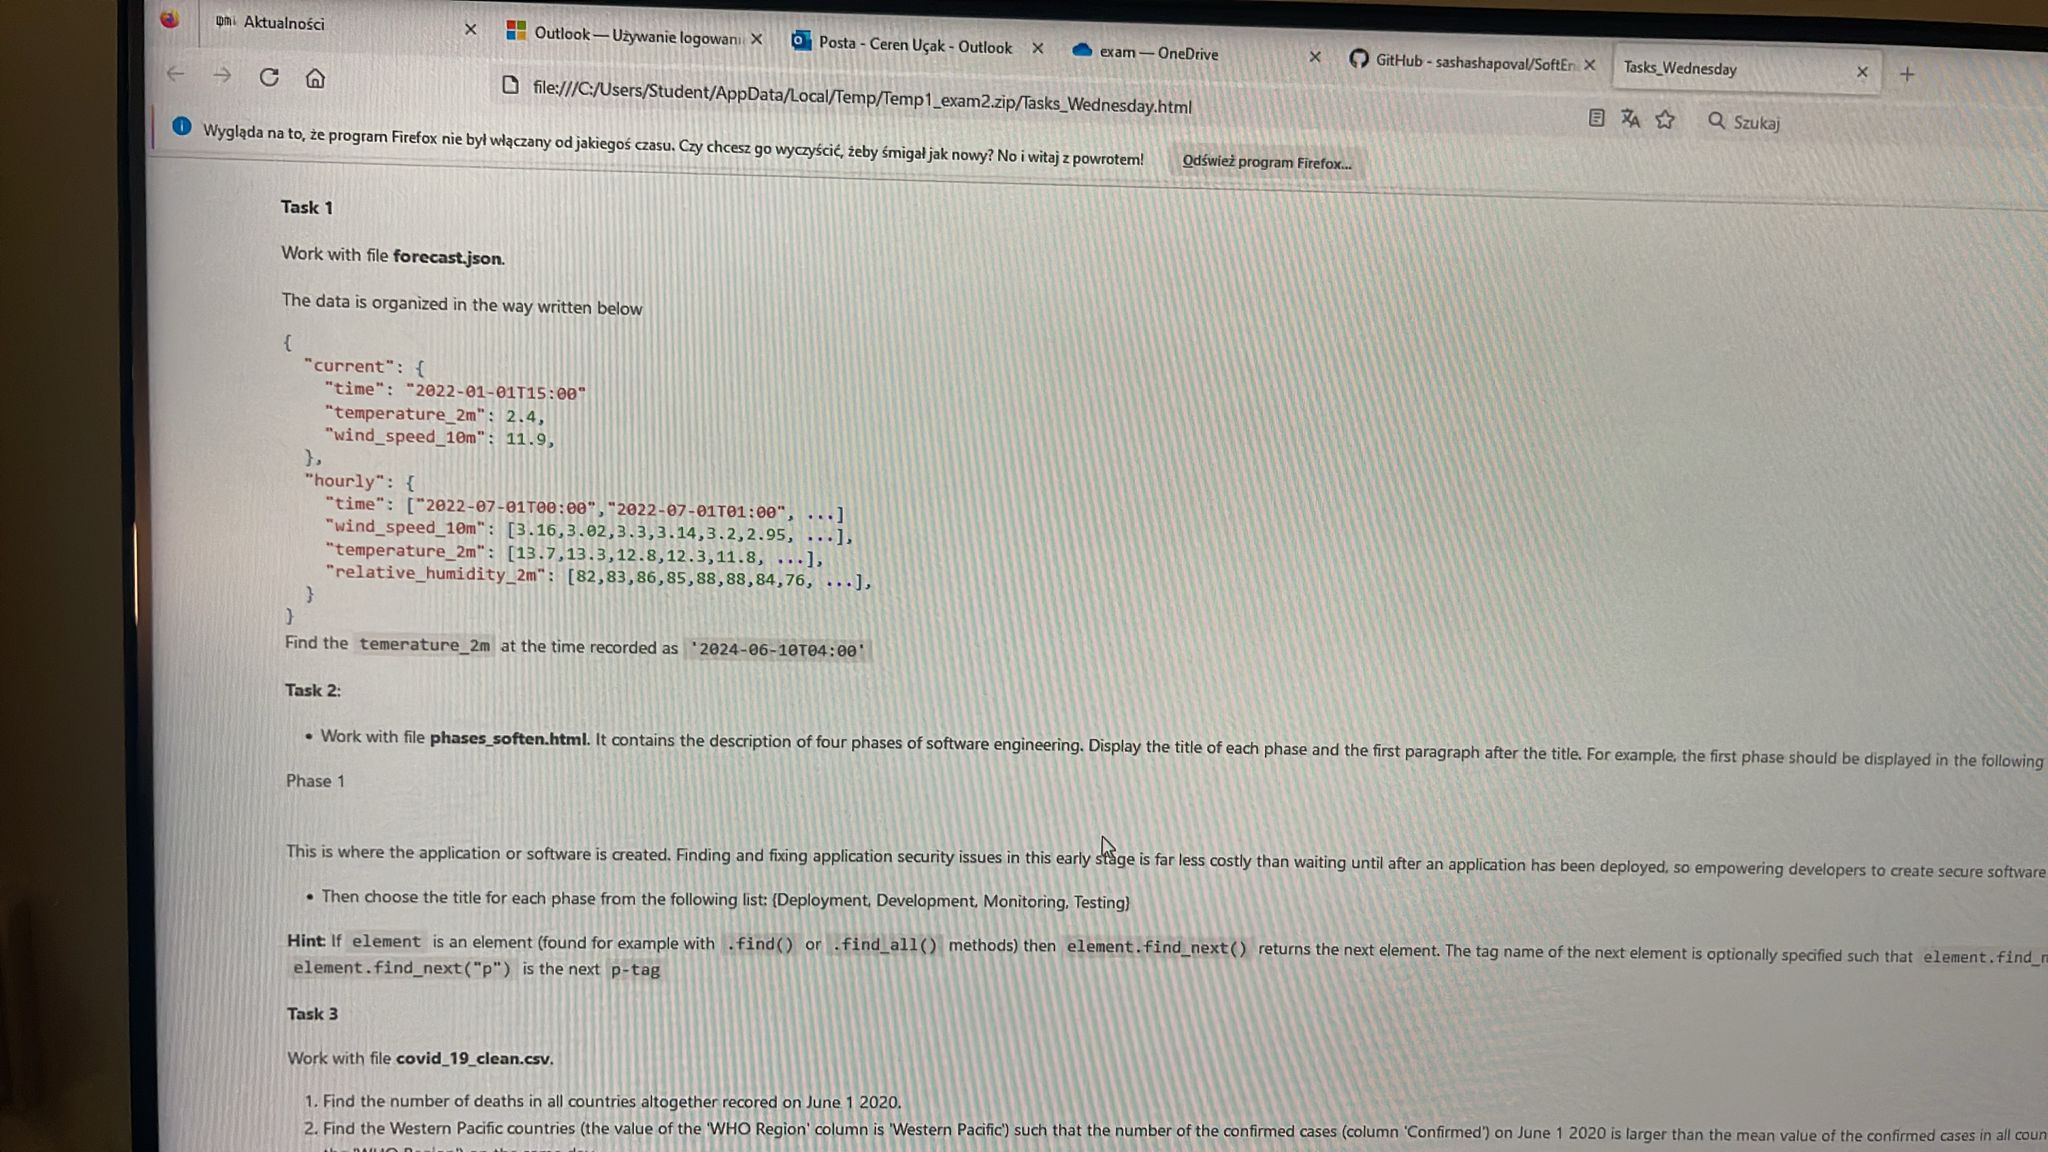 Aktualności
Outlook — Używanie logowani
Posta - Ceren Uçak - Outlook
exam — OneDrive
GitHub - sashashapoval/SoftEn
Tasks_Wednesday
file:///C:/Users/Student/AppData/Local/Temp/Temp1_exam2.zip/Tasks_Wednesday.html
Szukaj
Wygląda na to, że program Firefox nie był włączany od jakiegoś czasu. Czy chcesz go wyczyścić, żeby śmigał jak nowy? No i witaj z powrotem!
Odśwież program Firefox...
Task 1
Work with file forecast.json.
The data is organized in the way written below
{
"current": {
"time": "2022-01-01T15:00"
"temperature_2m": 2.4,
"wind_speed_10m": 11.9,
},
"hourly": {
"time": ["2022-07-01T00:00","2022-07-01T01:00", ...]
"wind_speed_10m": [3.16,3.02,3.3,3.14,3.2,2.95, ...],
"temperature_2m": [13.7,13.3,12.8,12.3,11.8, ...],
"relative_humidity_2m": [82,83,86,85,88,88,84,76, ...],
}
}
Find the temerature_2m at the time recorded as '2024-06-10T04:00'
Task 2:
• Work with file phases_soften.html. It contains the description of four phases of software engineering. Display the title of each phase and the first paragraph after the title. For example, the first phase should be displayed in the following
Phase 1
This is where the application or software is created. Finding and fixing application security issues in this early stage is far less costly than waiting until after an application has been deployed, so empowering developers to create secure software
• Then choose the title for each phase from the following list: {Deployment, Development, Monitoring, Testing}
Hint: If element is an element (found for example with .find() or .find_all() methods) then element.find_next() returns the next element. The tag name of the next element is optionally specified such that element.find_n
element.find_next("p") is the next p-tag
Task 3
Work with file covid_19_clean.csv.
1. Find the number of deaths in all countries altogether recored on June 1 2020.
2. Find the Western Pacific countries (the value of the 'WHO Region' column is 'Western Pacific') such that the number of the confirmed cases (column 'Confirmed') on June 1 2020 is larger than the mean value of the confirmed cases in all coun